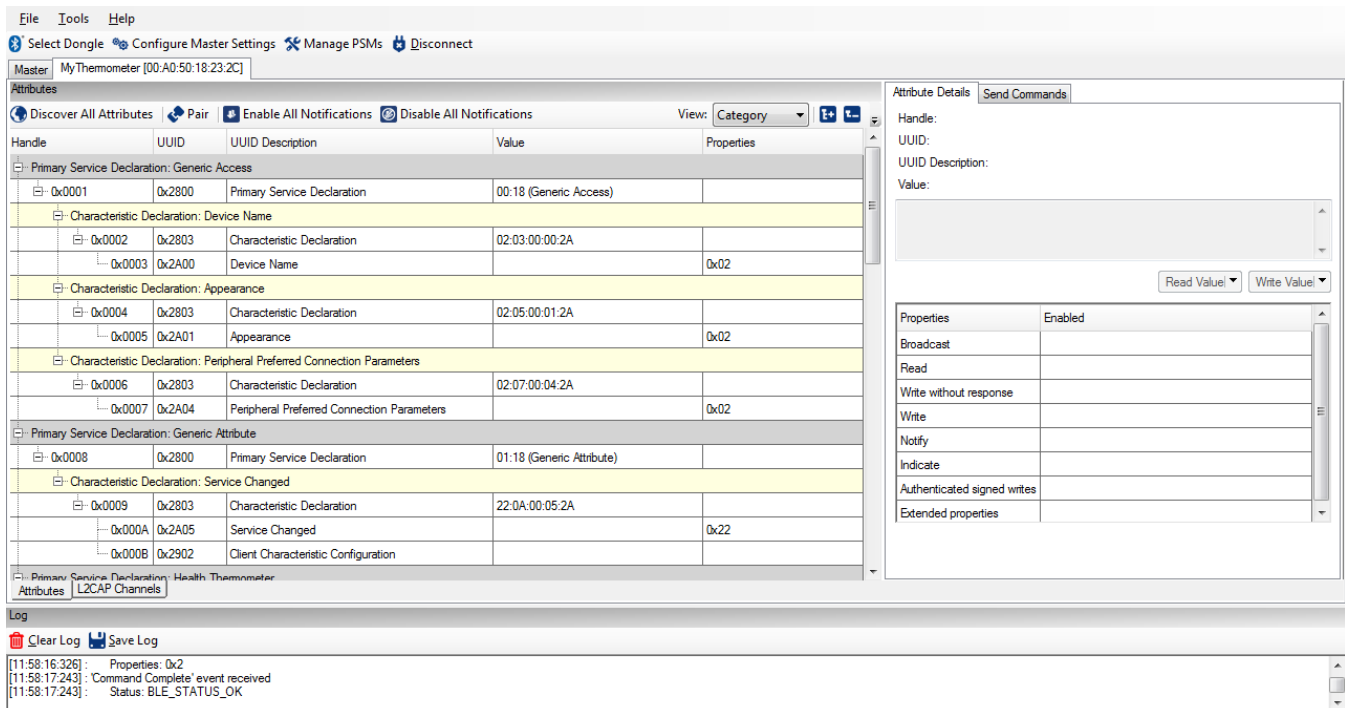 File Tools Help
Select Dongle Configure Master Settings Manage PSMs Disconnect
Master MyThermometer [00:A0:50:18:23:2C]
Attributes
Discover All Attributes Pair Enable All Notifications Disable All Notifications View: Category
Handle UUID UUID Description Value Properties
Primary Service Declaration: Generic Access
0x0001 0x2800 Primary Service Declaration 00:18 (Generic Access)
Characteristic Declaration: Device Name
0x0002 0x2803 Characteristic Declaration 02:03:00:00:2A
0x0003 0x2A00 Device Name 0x02
Characteristic Declaration: Appearance
0x0004 0x2803 Characteristic Declaration 02:05:00:01:2A
0x0005 0x2A01 Appearance 0x02
Characteristic Declaration: Peripheral Preferred Connection Parameters
0x0006 0x2803 Characteristic Declaration 02:07:00:04:2A
0x0007 0x2A04 Peripheral Preferred Connection Parameters 0x02
Primary Service Declaration: Generic Attribute
0x0008 0x2800 Primary Service Declaration 01:18 (Generic Attribute)
Characteristic Declaration: Service Changed
0x0009 0x2803 Characteristic Declaration 22:0A:00:05:2A
0x000A 0x2A05 Service Changed 0x22
0x000B 0x2902 Client Characteristic Configuration
Primary Service Declaration: Health Thermometer
Attributes L2CAP Channels
Attribute Details Send Commands
Handle:
UUID:
UUID Description:
Value:
Read Value Write Value
Properties Enabled
Broadcast
Read
Write without response
Write
Notify
Indicate
Authenticated signed writes
Extended properties
Log
Clear Log Save Log
[11:58:16:326] : Properties: 0x2
[11:58:17:243] : 'Command Complete' event received
[11:58:17:243] : Status: BLE_STATUS_OK